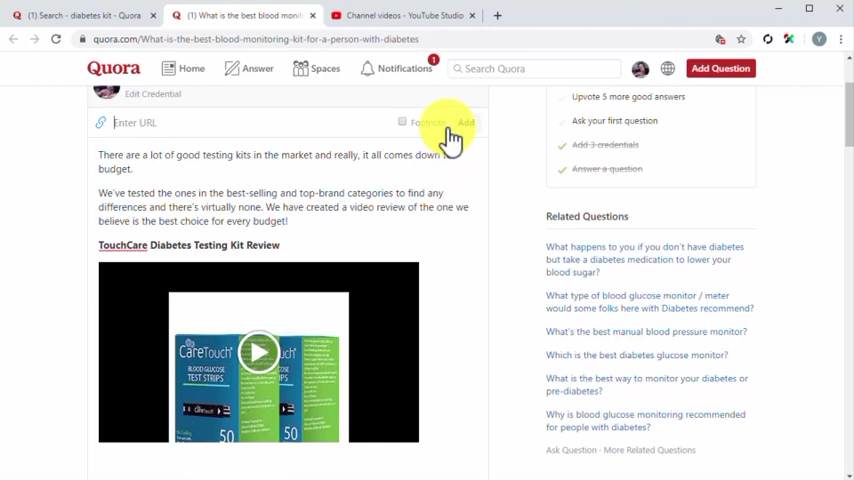 (1) Search - diabetes kit - Quora
(1) What is the best blood moni
Channel videos - YouTube Studio
quora.com/What-is-the-best-blood-monitoring-kit-for-a-person-with-diabetes
Y
Quora
Home
Answer
Spaces
Notifications
1
Search Quora
Add Question
Edit Credential
Enter URL
Footnote
Add
There are a lot of good testing kits in the market and really, it all comes down t
budget.
We've tested the ones in the best-selling and top-brand categories to find any
differences and there's virtually none. We have created a video review of the one we
believe is the best choice for every budget!
TouchCare Diabetes Testing Kit Review
CareTouch
BLOOD GLUCOSE
TEST STRIPS
50
50
Upvote 5 more good answers
Ask your first question
Add 3 credentials
Answer a question
Related Questions
What happens to you if you don't have diabetes
but take a diabetes medication to lower your
blood sugar?
What type of blood glucose monitor / meter
would some folks here with Diabetes recommend?
What's the best manual blood pressure monitor?
Which is the best diabetes glucose monitor?
What is the best way to monitor your diabetes or
pre-diabetes?
Why is blood glucose monitoring recommended
for people with diabetes?
Ask Question · More Related Questions